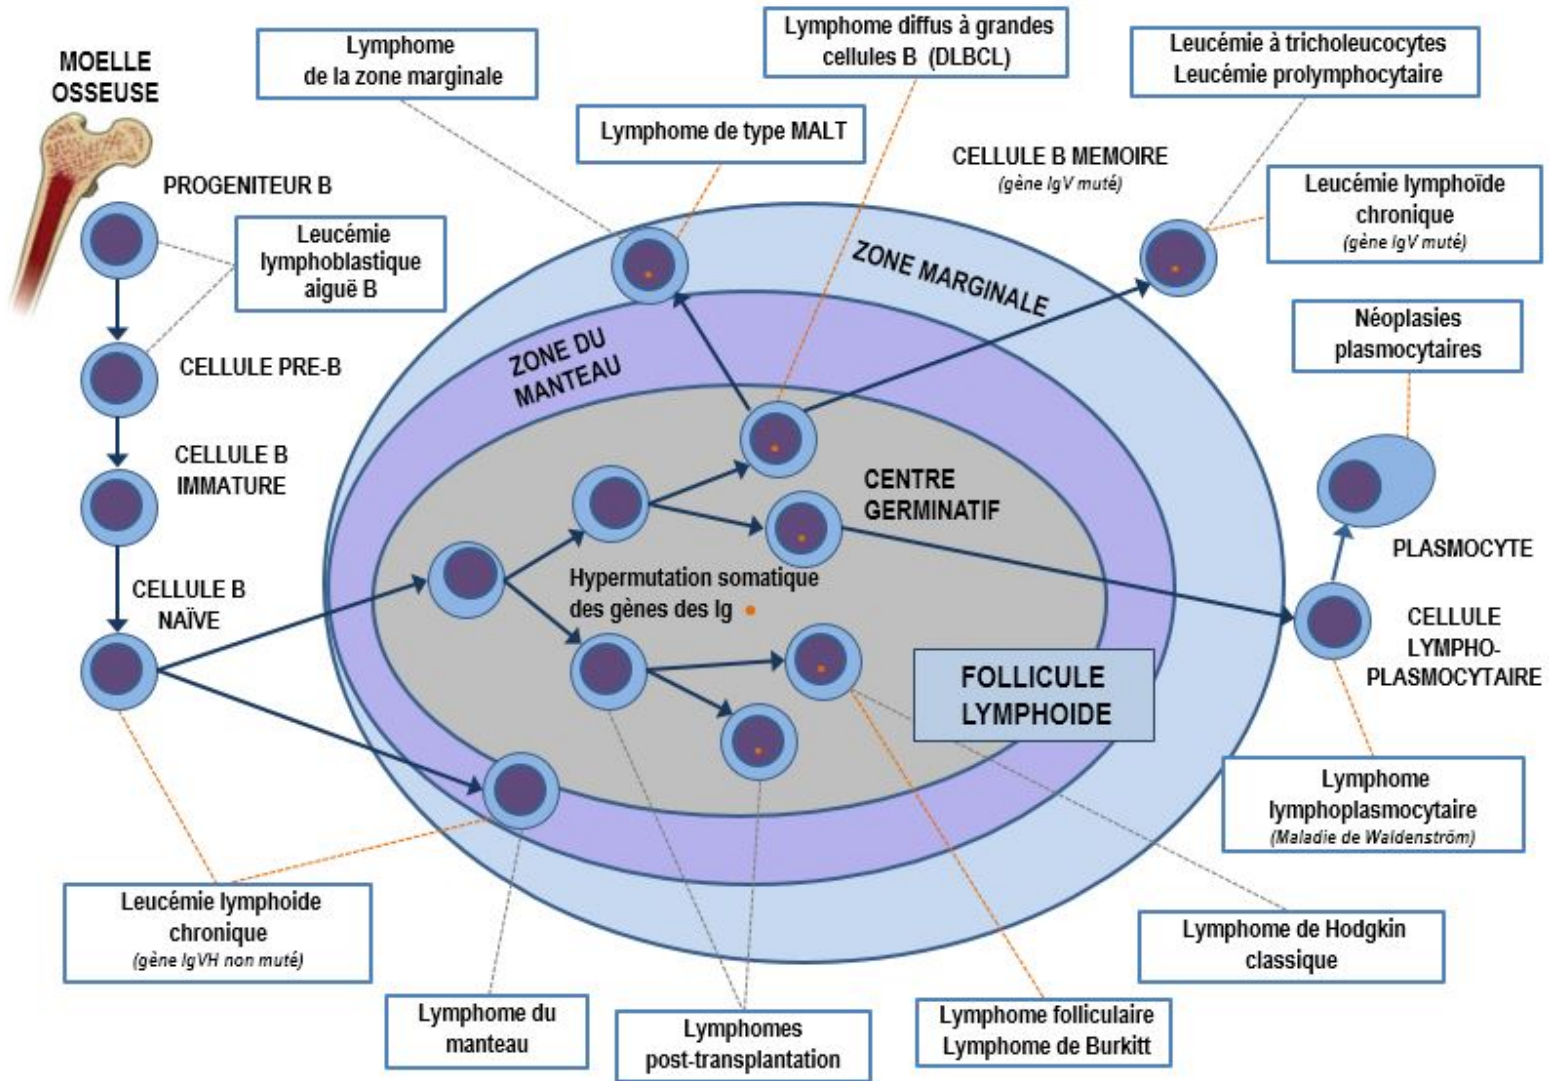 MOELLE
OSSEUSE
Lymphome
de la zone marginale
Lymphome diffus à grandes
cellules B (DLBCL)
Leucémie à tricholeucocytes
Leucémie prolymphocytaire
Lymphome de type MALT
CELLULE B MEMOIRE
(gène IgV muté)
Leucémie lymphoïde
chronique
(gène IgV muté)
PROGENITEUR B
Leucémie
lymphoblastique
aiguë B
ZONE MARGINALE
Néoplasies
plasmocytaires
ZONE DU
MANTEAU
CELLULE PRE-B
CELLULE B
IMMATURE
CENTRE
GERMINATIF
PLASMOCYTE
CELLULE B
NAÏVE
Hypermutation somatique
des gènes des Ig
CELLULE
LYMPHO-
PLASMOCYTAIRE
FOLLICULE
LYMPHOIDE
Lymphome
lymphoplasmocytaire
(Maladie de Waldenström)
Leucémie lymphoide
chronique
(gène IgVH non muté)
Lymphome de Hodgkin
classique
Lymphome du
manteau
Lymphomes
post-transplantation
Lymphome folliculaire
Lymphome de Burkitt